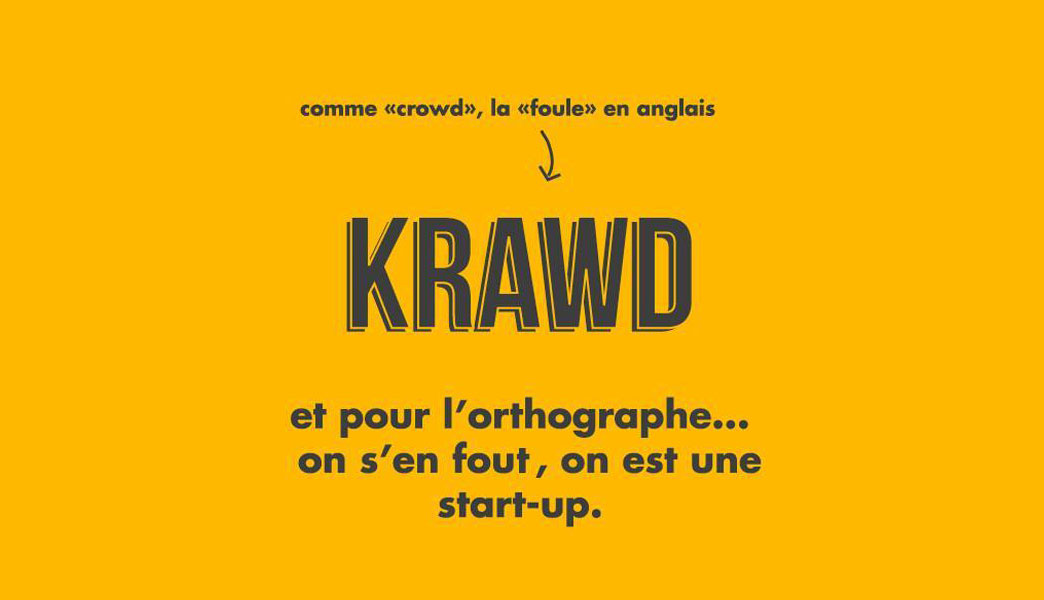 comme «crowd», la «foule» en anglais
KRAWD
et pour l’orthographe...
on s’en fout, on est une
start-up.